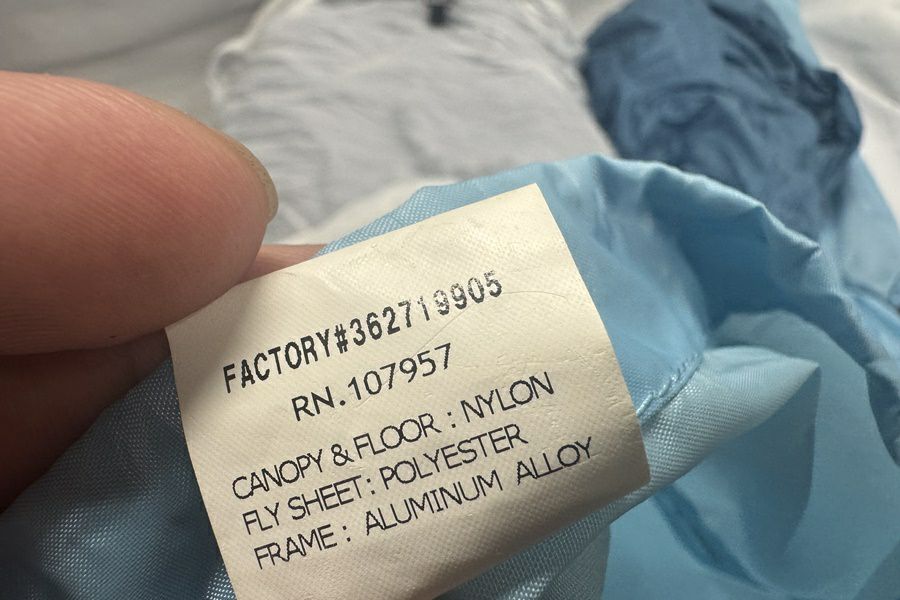 FACTORY#362719905
RN.107957
CANOPY & FLOOR : NYLON
FLY SHEET : POLYESTER
FRAME : ALUMINUM ALLOY